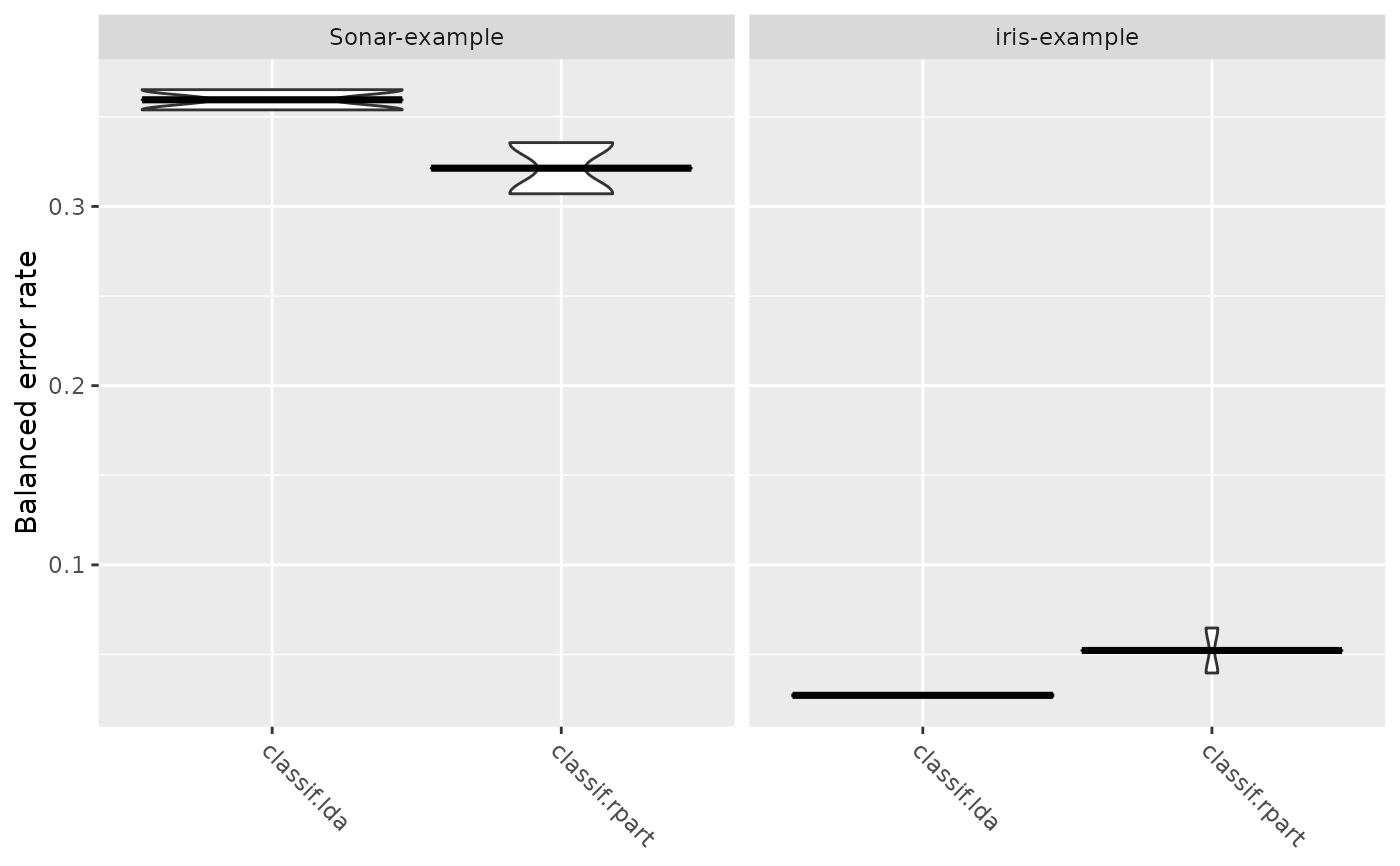 Sonar-example
iris-example
Balanced error rate
0.3
0.2
0.1
classif.lda
classif.rpart
classif.lda
classif.rpart